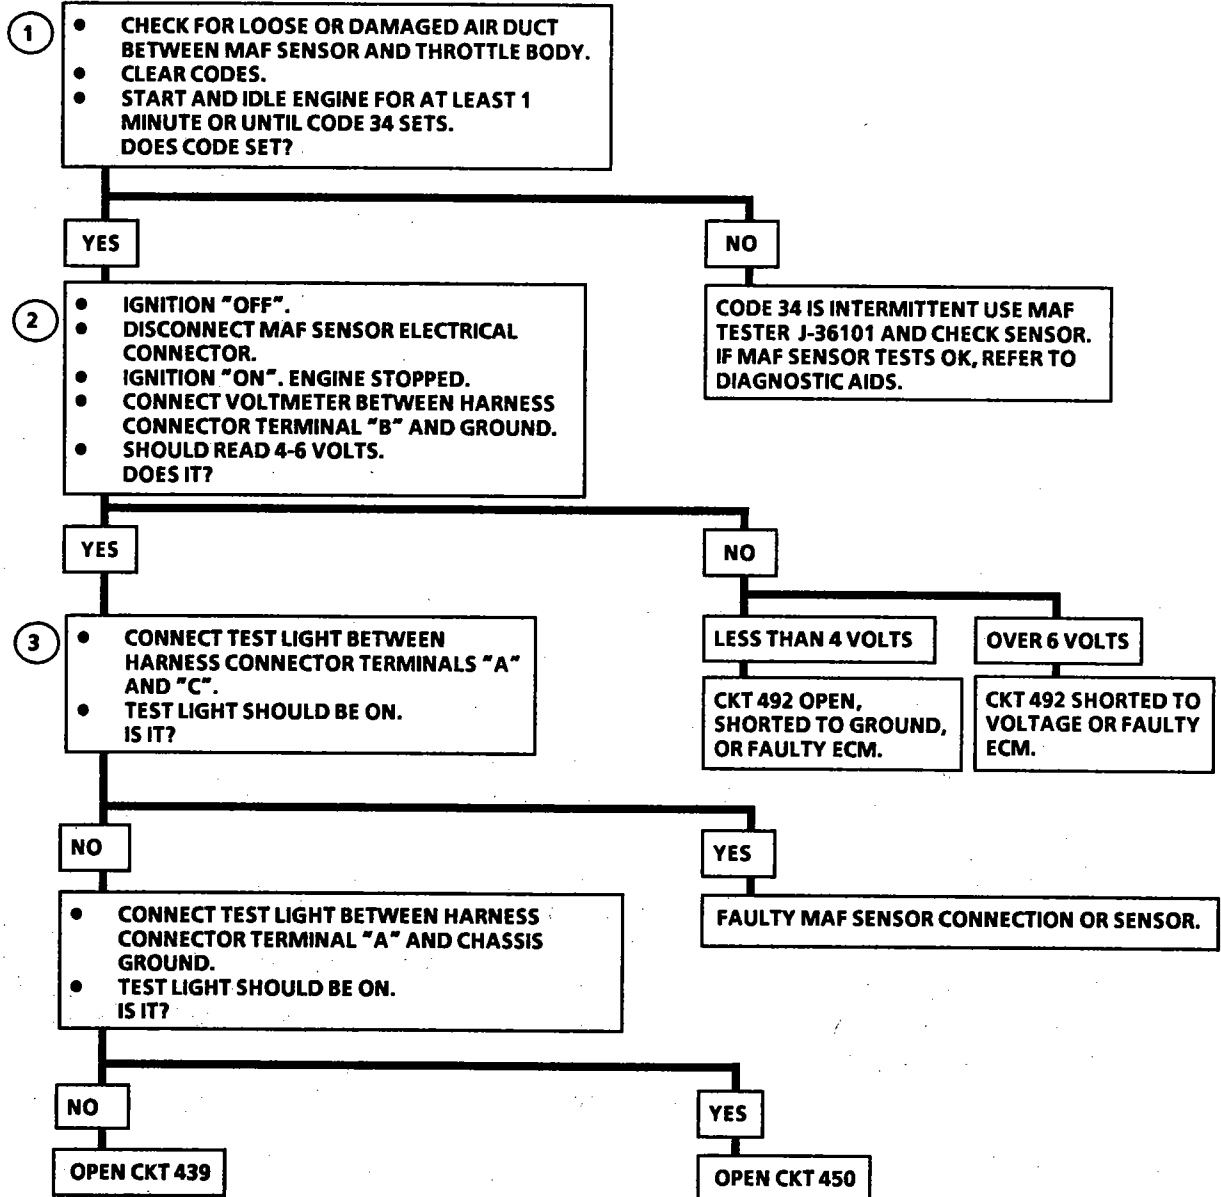 1
● CHECK FOR LOOSE OR DAMAGED AIR DUCT
BETWEEN MAF SENSOR AND THROTTLE BODY.
● CLEAR CODES.
● START AND IDLE ENGINE FOR AT LEAST 1
MINUTE OR UNTIL CODE 34 SETS.
DOES CODE SET?
YES
NO
CODE 34 IS INTERMITTENT USE MAF
TESTER J-36101 AND CHECK SENSOR.
IF MAF SENSOR TESTS OK, REFER TO
DIAGNOSTIC AIDS.
2
● IGNITION "OFF".
● DISCONNECT MAF SENSOR ELECTRICAL
CONNECTOR.
● IGNITION "ON". ENGINE STOPPED.
● CONNECT VOLTMETER BETWEEN HARNESS
CONNECTOR TERMINAL "B" AND GROUND.
● SHOULD READ 4-6 VOLTS.
DOES IT?
YES
NO
LESS THAN 4 VOLTS
OVER 6 VOLTS
CKT 492 OPEN,
SHORTED TO GROUND,
OR FAULTY ECM.
CKT 492 SHORTED TO
VOLTAGE OR FAULTY
ECM.
3
● CONNECT TEST LIGHT BETWEEN
HARNESS CONNECTOR TERMINALS "A"
AND "C".
● TEST LIGHT SHOULD BE ON.
IS IT?
NO
YES
FAULTY MAF SENSOR CONNECTION OR SENSOR.
● CONNECT TEST LIGHT BETWEEN HARNESS
CONNECTOR TERMINAL "A" AND CHASSIS
GROUND.
● TEST LIGHT SHOULD BE ON.
IS IT?
NO
YES
OPEN CKT 439
OPEN CKT 450